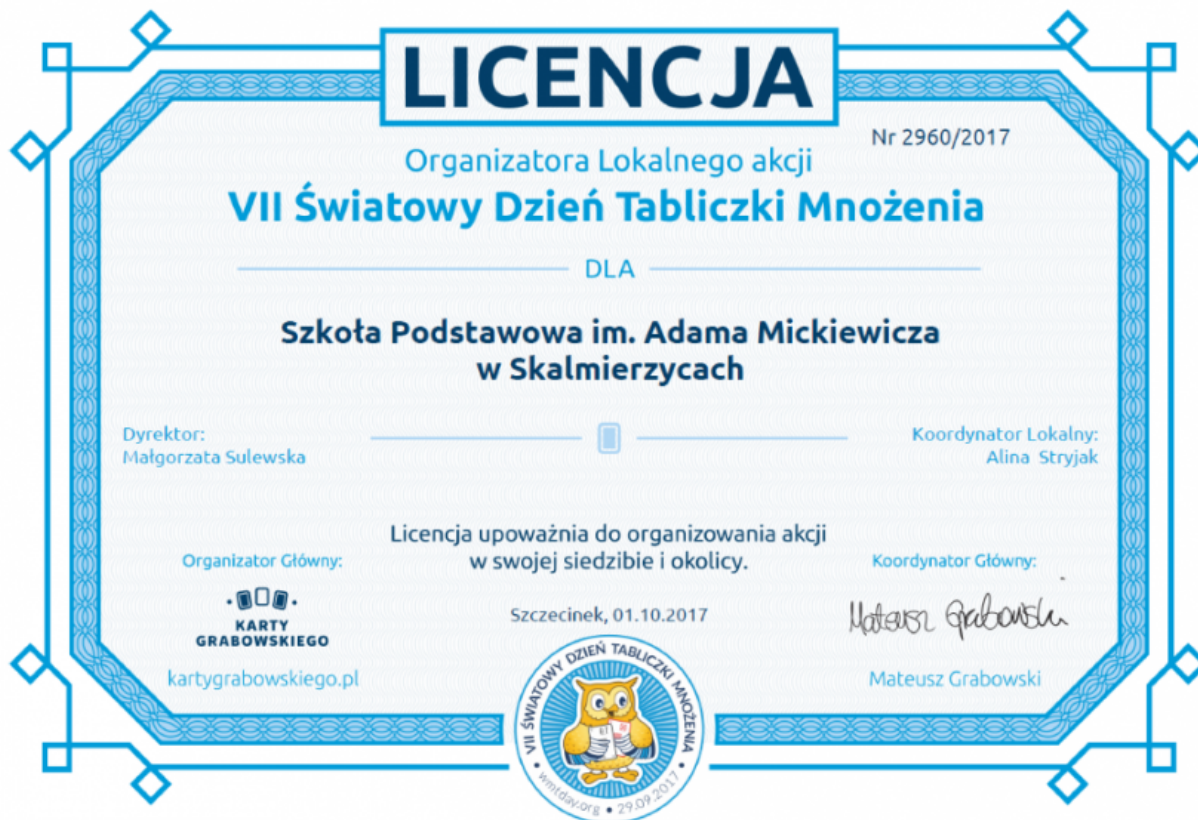 LICENCJA
Nr 2960/2017
Organizatora Lokalnego akcji
VII Światowy Dzień Tabliczki Mnożenia
DLA
Szkoła Podstawowa im. Adama Mickiewicza
w Skalmierzycach
Dyrektor:
Małgorzata Sulewska
Koordynator Lokalny:
Alina Stryjak
Licencja upoważnia do organizowania akcji
w swojej siedzibie i okolicy.
Organizator Główny:
KARTY
GRABOWSKIEGO
kartygrabowskiego.pl
Szczecinek, 01.10.2017
Koordynator Główny:
Mateusz Grabowski
Mateusz Grabowski
VII ŚWIATOWY DZIEŃ TABLICZKI MNOŻENIA
wmtday.org • 29.09.2017